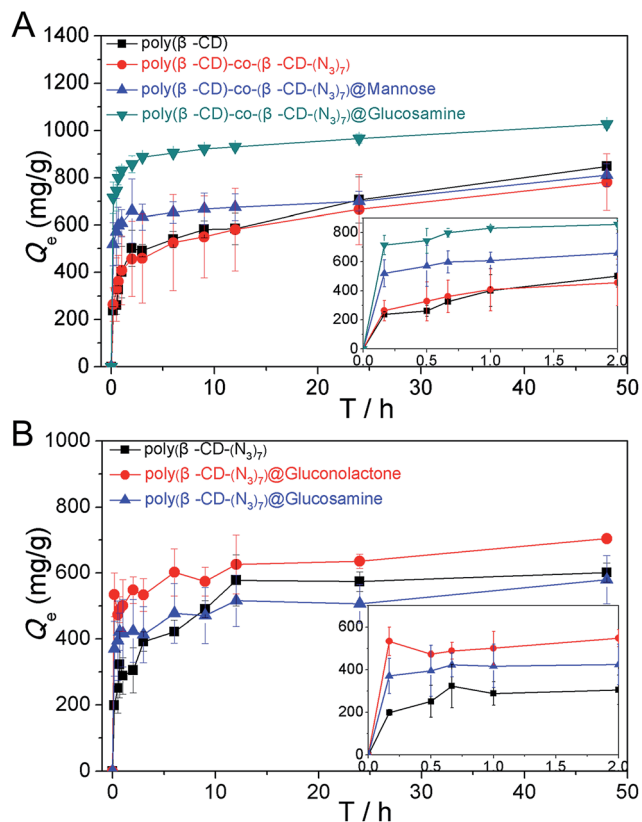 A
1400
1200
1000
800
600
400
200
0
Qe (mg/g)
poly(β -CD)
poly(β -CD)-co-(β -CD-(N3)7)
poly(β -CD)-co-(β -CD-(N3)7)@Mannose
poly(β -CD)-co-(β -CD-(N3)7)@Glucosamine
800
600
400
200
0
0.0 0.5 1.0 1.5 2.0
0 10 20 30 40 50
T / h
B
1000
800
600
400
200
0
Qe (mg/g)
poly(β -CD-(N3)7)
poly(β -CD-(N3)7)@Gluconolactone
poly(β -CD-(N3)7)@Glucosamine
600
400
200
0
0.0 0.5 1.0 1.5 2.0
0 10 20 30 40 50
T / h